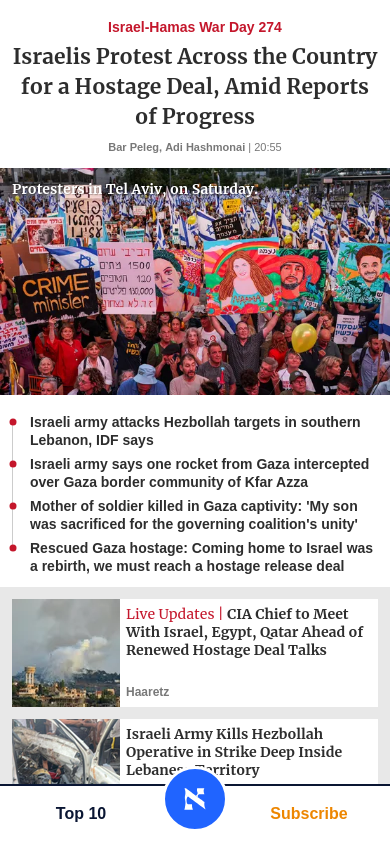 Israel-Hamas War Day 274
Israelis Protest Across the Country
for a Hostage Deal, Amid Reports
of Progress
Bar Peleg, Adi Hashmonai | 20:55
Protesters in Tel Aviv, on Saturday.
CRIME
minister
1500
Israeli army attacks Hezbollah targets in southern
Lebanon, IDF says
Israeli army says one rocket from Gaza intercepted
over Gaza border community of Kfar Azza
Mother of soldier killed in Gaza captivity: 'My son
was sacrificed for the governing coalition's unity'
Rescued Gaza hostage: Coming home to Israel was
a rebirth, we must reach a hostage release deal
Live Updates | CIA Chief to Meet
With Israel, Egypt, Qatar Ahead of
Renewed Hostage Deal Talks
Haaretz
Israeli Army Kills Hezbollah
Operative in Strike Deep Inside
Lebanese Territory
Top 10
Subscribe